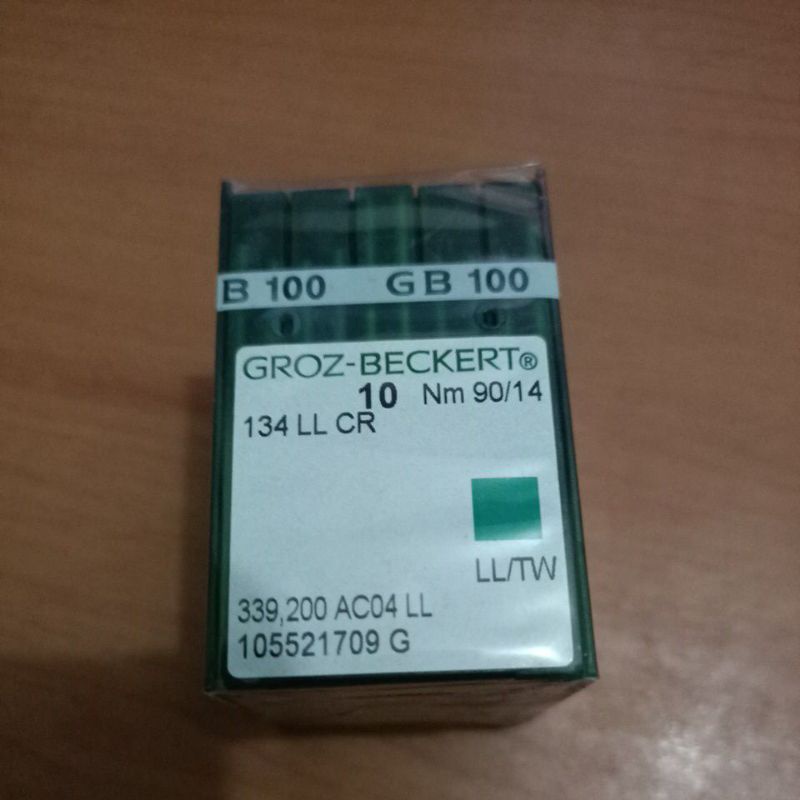 B 100 GB 100
GROZ-BECKERT®
10 Nm 90/14
134 LL CR
LL/TW
339,200 AC04 LL
105521709 G